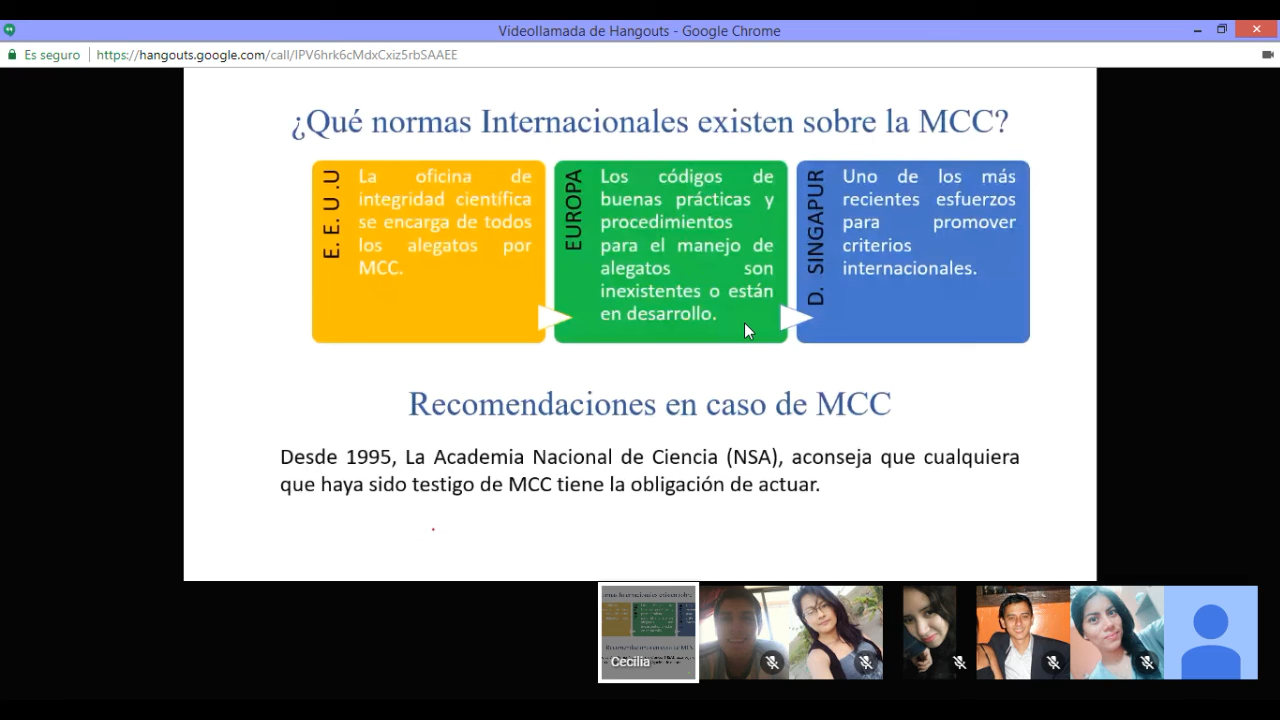 Videollamada de Hangouts - Google Chrome
Es seguro
https://hangouts.google.com/call/IPV6hrk6cMdxCxiz5rbSAAEE
¿Qué normas Internacionales existen sobre la MCC?
E. E. U .U
La oficina de
integridad científica
se encarga de todos
los alegatos por
MCC.
EUROPA
Los códigos de
buenas prácticas y
procedimientos
para el manejo de
alegatos son
inexistentes o están
en desarrollo.
D. SINGAPUR
Uno de los más
recientes esfuerzos
para promover
criterios
internacionales.
Recomendaciones en caso de MCC
Desde 1995, La Academia Nacional de Ciencia (NSA), aconseja que cualquiera
que haya sido testigo de MCC tiene la obligación de actuar.
Cecilia